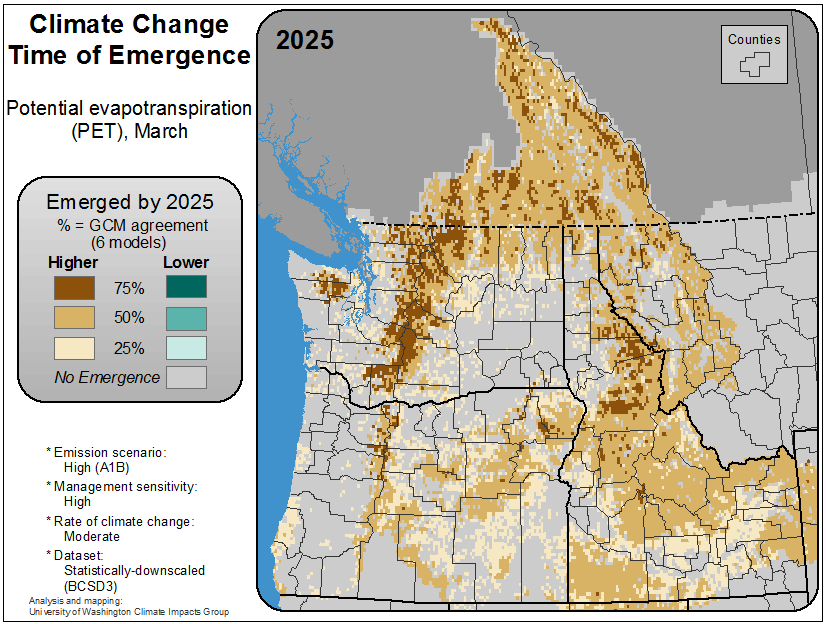 Climate Change
Time of Emergence
Potential evapotranspiration
(PET), March
Emerged by 2025
% = GCM agreement
(6 models)
Higher Lower
75%
50%
25%
No Emergence
* Emission scenario:
High (A1B)
* Management sensitivity:
High
* Rate of climate change:
Moderate
* Dataset:
Statistically-downscaled
(BCSD3)
Analysis and mapping:
University of Washington Climate Impacts Group
2025
Counties